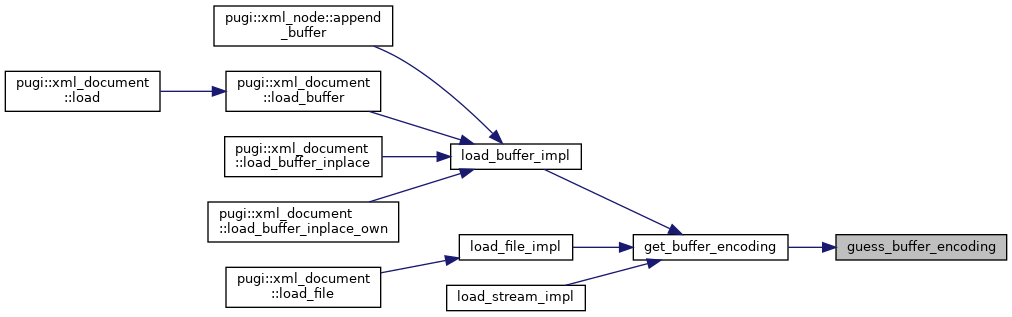 pugi::xml_node::append
_buffer
pugi::xml_document
::load
pugi::xml_document
::load_buffer
pugi::xml_document
::load_buffer_inplace
load_buffer_impl
pugi::xml_document
::load_buffer_inplace_own
load_file_impl
get_buffer_encoding
guess_buffer_encoding
pugi::xml_document
::load_file
load_stream_impl